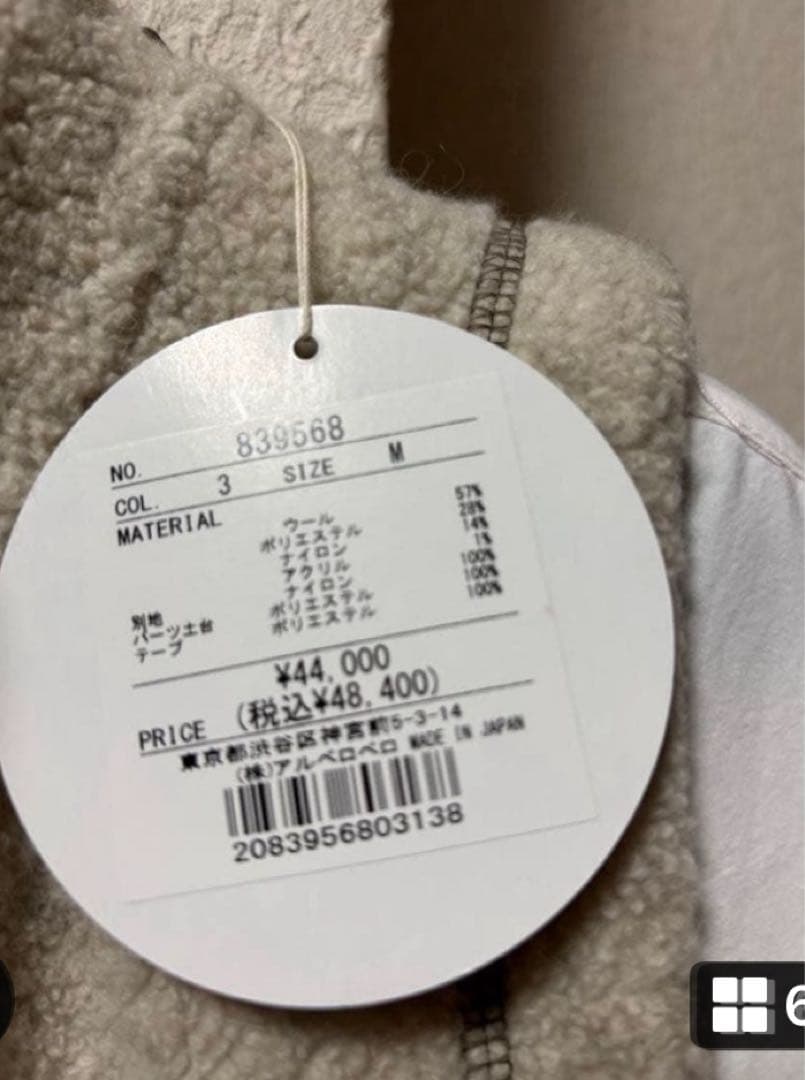 NO. 839568
COL. 3 SIZE M
MATERIAL ウール 57%
ポリエステル 28%
ナイロン 14%
アクリル 1%
別地 ナイロン 100%
パーツ土台 ポリエステル 100%
テープ ポリエステル 100%
¥44,000
PRICE (税込¥48,400)
東京都渋谷区神宮前5-3-14
(株)アルベロベロ MADE IN JAPAN
2083956803138
6